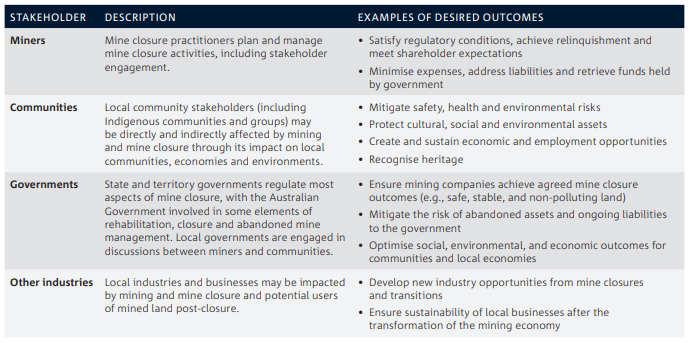 STAKEHOLDER DESCRIPTION EXAMPLES OF DESIRED OUTCOMES
Miners
Mine closure practitioners plan and manage
mine closure activities, including stakeholder
engagement.
• Satisfy regulatory conditions, achieve relinquishment and
meet shareholder expectations
• Minimise expenses, address liabilities and retrieve funds held
by government
Communities
Local community stakeholders (including
Indigenous communities and groups) may
be directly and indirectly affected by mining
and mine closure through its impact on local
communities, economies and environments.
• Mitigate safety, health and environmental risks
• Protect cultural, social and environmental assets
• Create and sustain economic and employment opportunities
• Recognise heritage
Governments
State and territory governments regulate most
aspects of mine closure, with the Australian
Government involved in some elements of
rehabilitation, closure and abandoned mine
management. Local governments are engaged in
discussions between miners and communities.
• Ensure mining companies achieve agreed mine closure
outcomes (e.g., safe, stable, and non-polluting land)
• Mitigate the risk of abandoned assets and ongoing liabilities
to the government
• Optimise social, environmental, and economic outcomes for
communities and local economies
Other industries
Local industries and businesses may be impacted
by mining and mine closure and potential users
of mined land post-closure.
• Develop new industry opportunities from mine closures
and transitions
• Ensure sustainability of local businesses after the
transformation of the mining economy